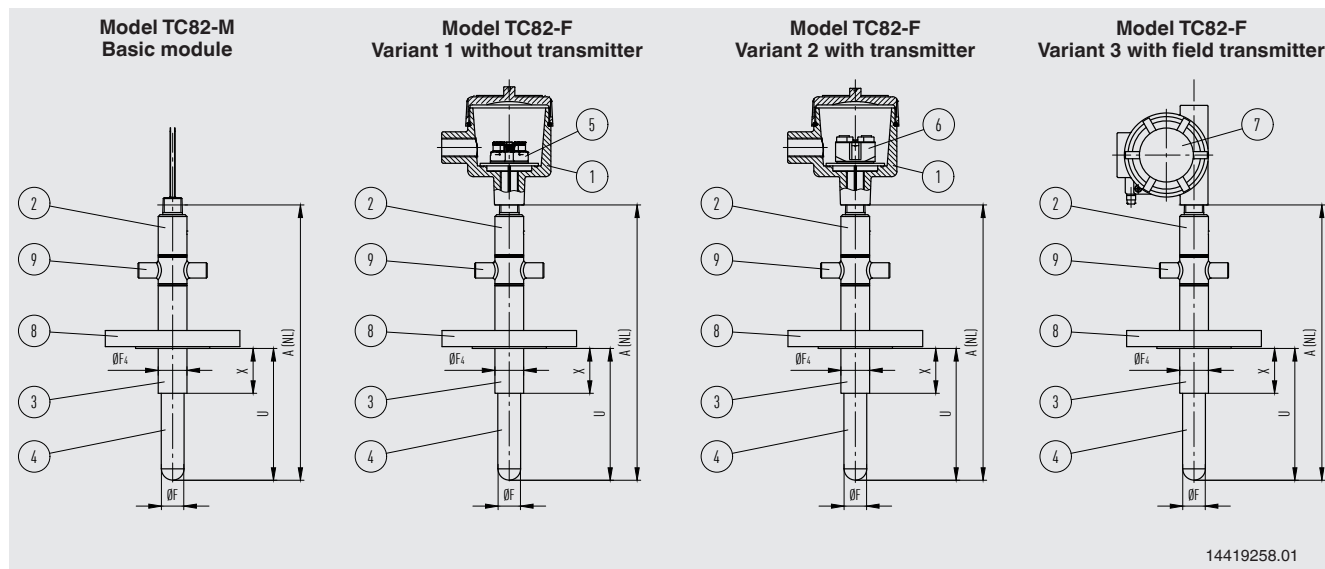 Model TC82-M
Basic module
Model TC82-F
Variant 1 without transmitter
Model TC82-F
Variant 2 with transmitter
Model TC82-F
Variant 3 with field transmitter
2
9
8
3
4
ØF₄
X
U
A (NL)
ØF
5
1
2
9
8
3
4
ØF₄
X
U
A (NL)
ØF
6
1
2
9
8
3
4
ØF₄
X
U
A (NL)
ØF
7
2
9
8
3
4
ØF₄
X
U
A (NL)
ØF
14419258.01